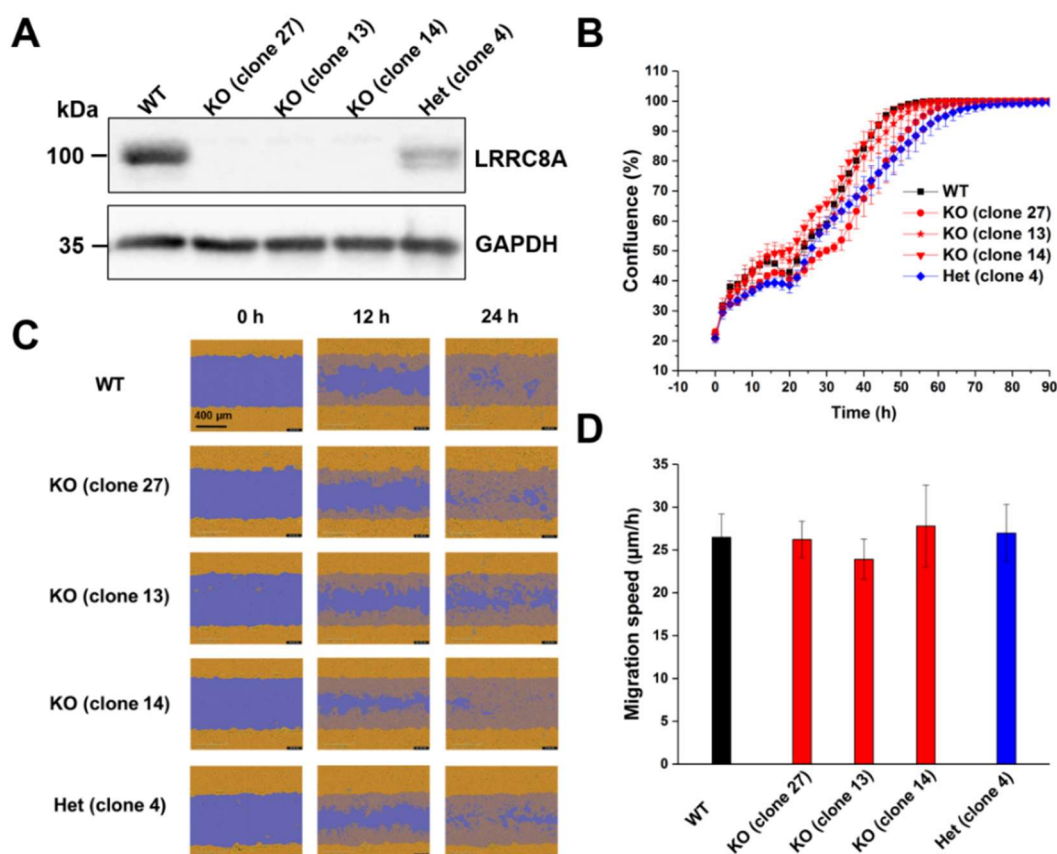 A
WT
KO (clone 27)
KO (clone 13)
KO (clone 14)
Het (clone 4)
kDa
100
LRRC8A
35
GAPDH
B
Confluence (%)
110
100
90
80
70
60
50
40
30
20
10
-10 0 10 20 30 40 50 60 70 80 90
Time (h)
WT
KO (clone 27)
KO (clone 13)
KO (clone 14)
Het (clone 4)
C
0 h 12 h 24 h
WT
400 μm
KO (clone 27)
KO (clone 13)
KO (clone 14)
Het (clone 4)
D
Migration speed (μm/h)
35
30
25
20
15
10
5
0
WT
KO (clone 27)
KO (clone 13)
KO (clone 14)
Het (clone 4)